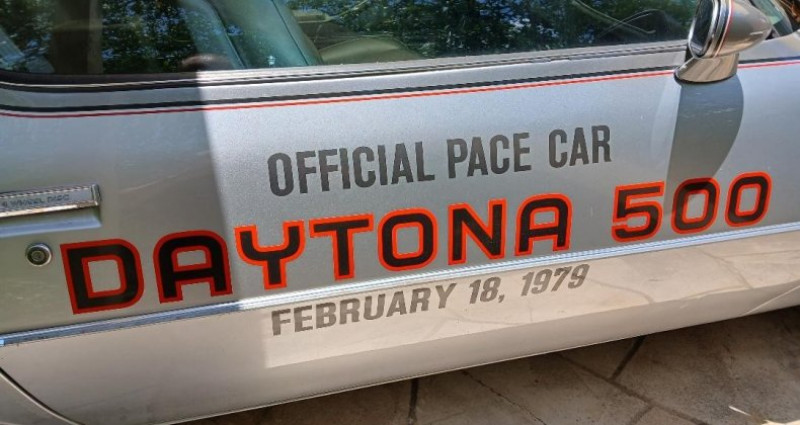 OFFICIAL PACE CAR
DAYTONA 500
FEBRUARY 18, 1979